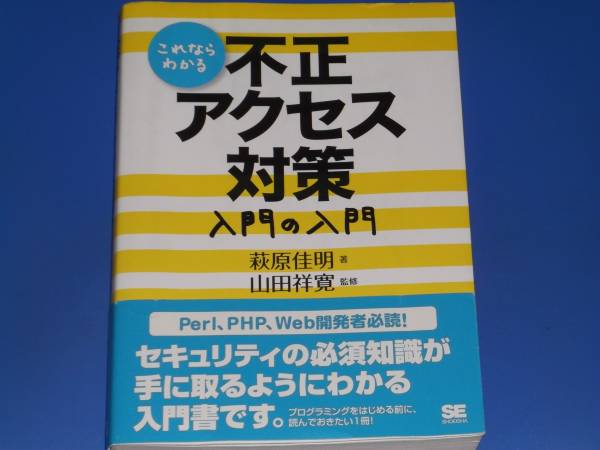 これなら
わかる
不正
アクセス
対策
入門の入門
萩原佳明 著
山田祥寛 監修
Perl、PHP、Web開発者必読!
セキュリティの必須知識が
手に取るようにわかる
入門書です。
プログラミングをはじめる前に、
読んでおきたい1冊!
SE
SHOEISHA